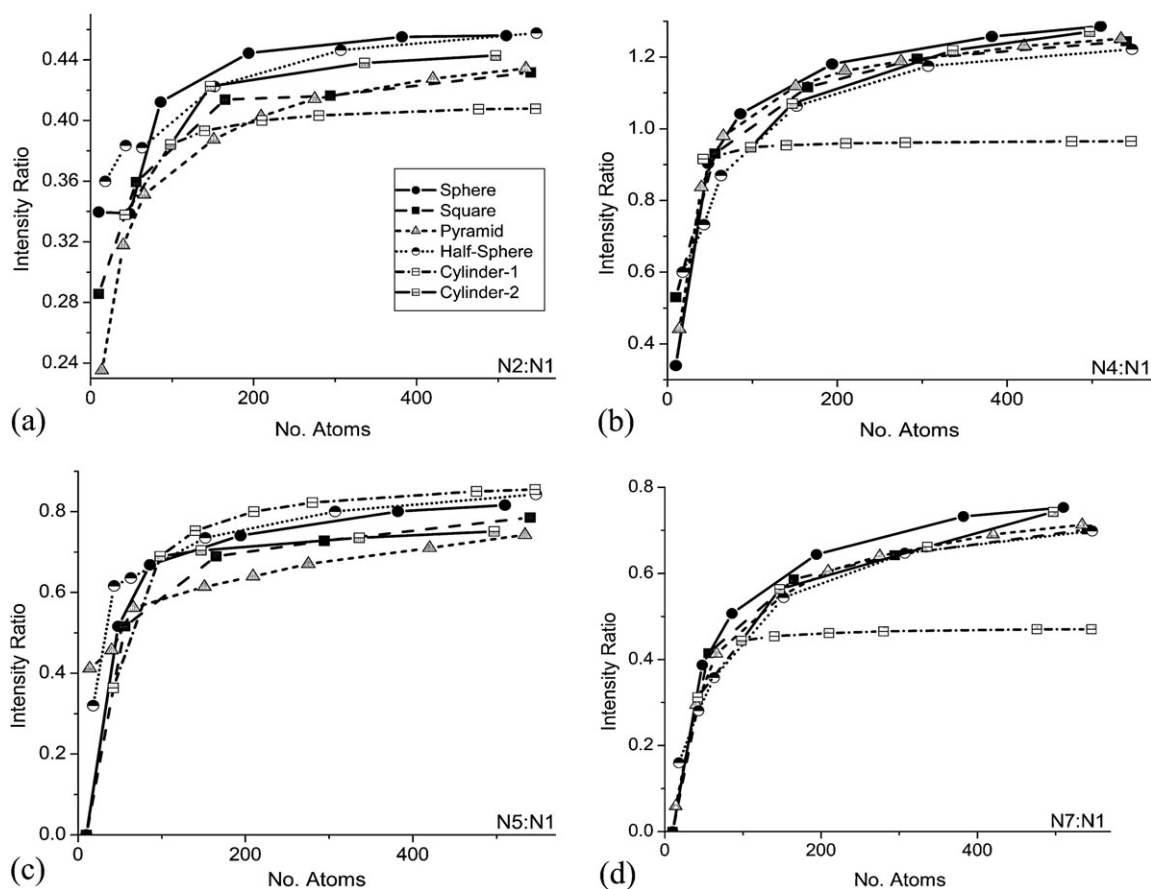 0.44
0.40
0.36
0.32
0.28
0.24
Intensity Ratio
Sphere
Square
Pyramid
Half-Sphere
Cylinder-1
Cylinder-2
N2:N1
0 200 400
No. Atoms
(a)
1.2
1.0
0.8
0.6
0.4
Intensity Ratio
N4:N1
0 200 400
No. Atoms
(b)
0.8
0.6
0.4
0.2
0.0
Intensity Ratio
N5:N1
0 200 400
No. Atoms
(c)
0.8
0.6
0.4
0.2
0.0
Intensity Ratio
N7:N1
0 200 400
No. Atoms
(d)